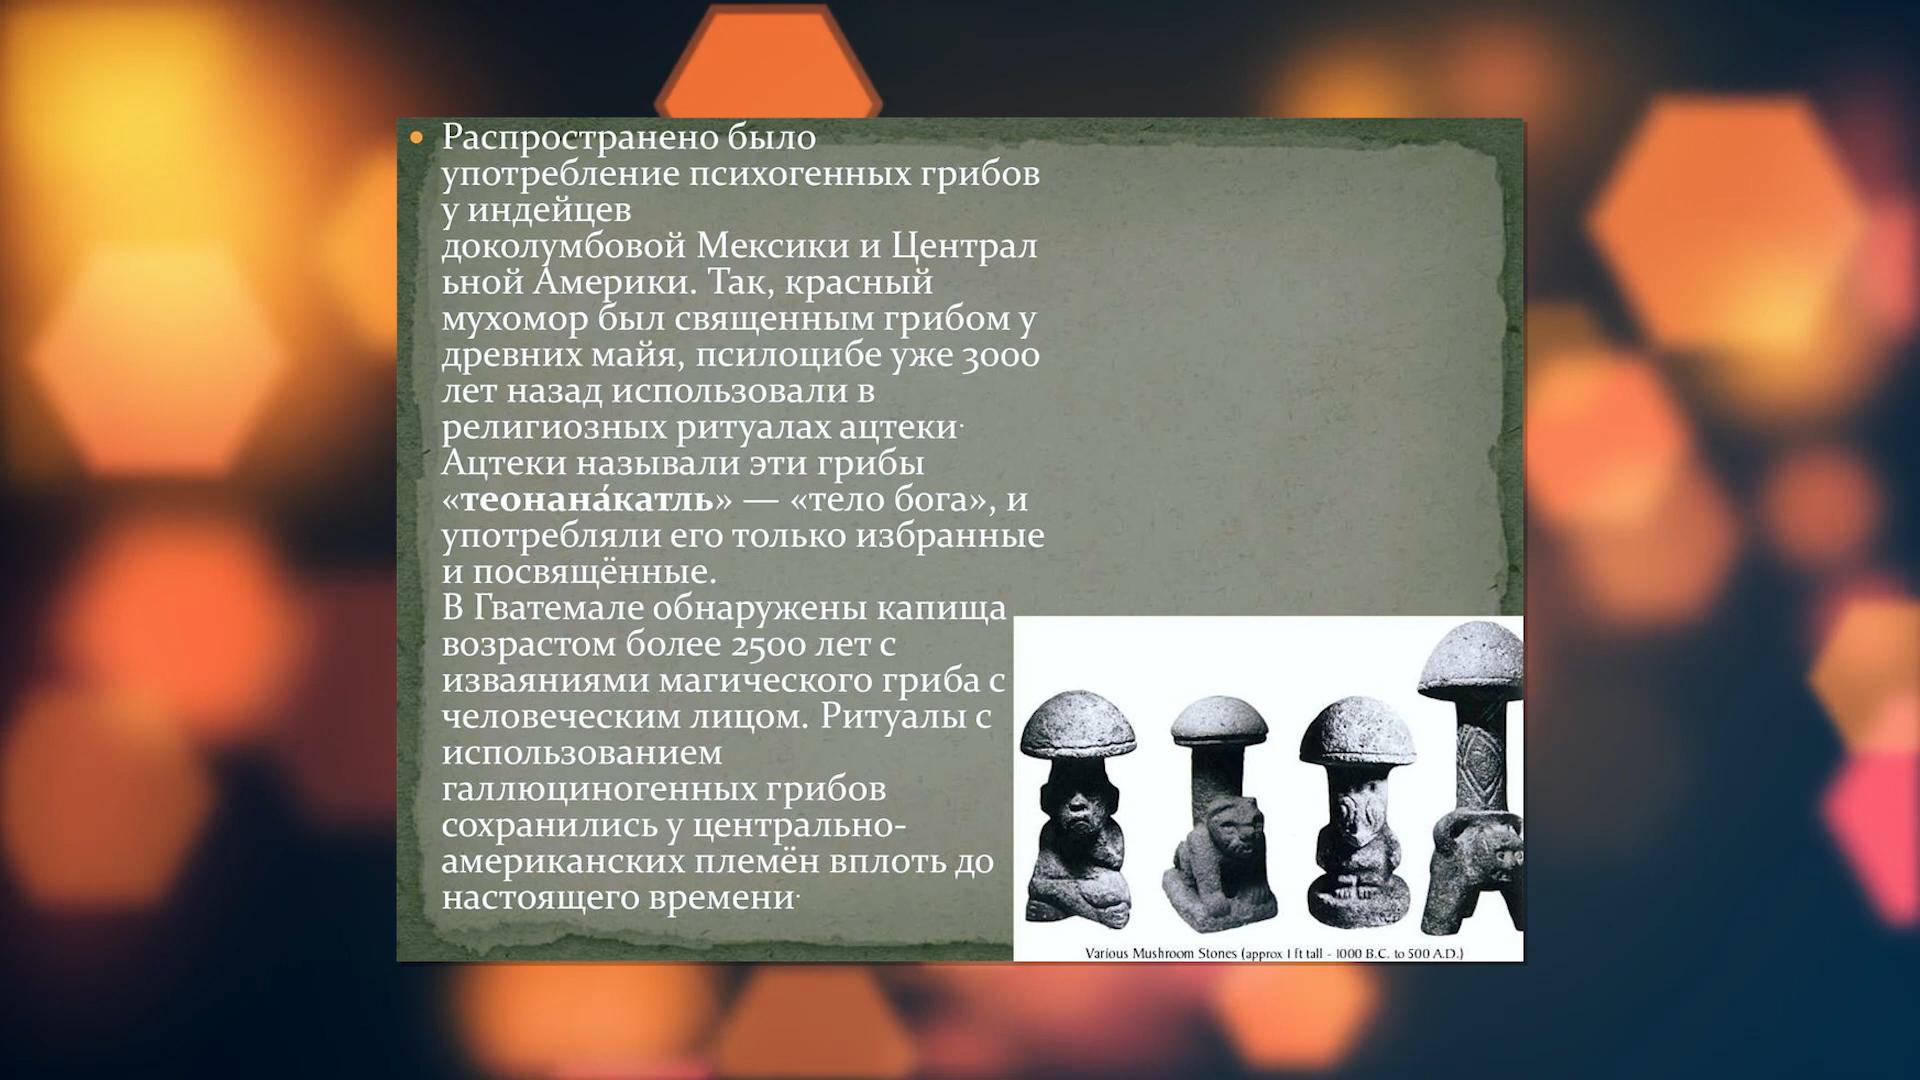 • Распространено было
употребление психогенных грибов
у индейцев
доколумбовой Мексики и Централ
ьной Америки. Так, красный
мухомор был священным грибом у
древних майя, псилоцибе уже 3000
лет назад использовали в
религиозных ритуалах ацтеки.
Ацтеки называли эти грибы
«теонана́катль» — «тело бога», и
употребляли его только избранные
и посвящённые.
В Гватемале обнаружены капища
возрастом более 2500 лет с
изваяниями магического гриба с
человеческим лицом. Ритуалы с
использованием
галлюциногенных грибов
сохранились у центрально-
американских племён вплоть до
настоящего времени.
Various Mushroom Stones (approx 1 ft tall - 1000 B.C. to 500 A.D.)